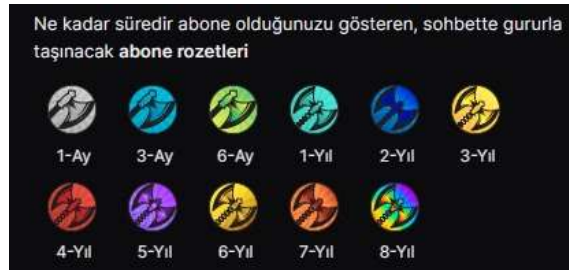 Ne kadar süredir abone olduğunuzu gösteren, sohbette gururla
taşınacak abone rozetleri
1-Ay 3-Ay 6-Ay 1-Yıl 2-Yıl 3-Yıl
4-Yıl 5-Yıl 6-Yıl 7-Yıl 8-Yıl